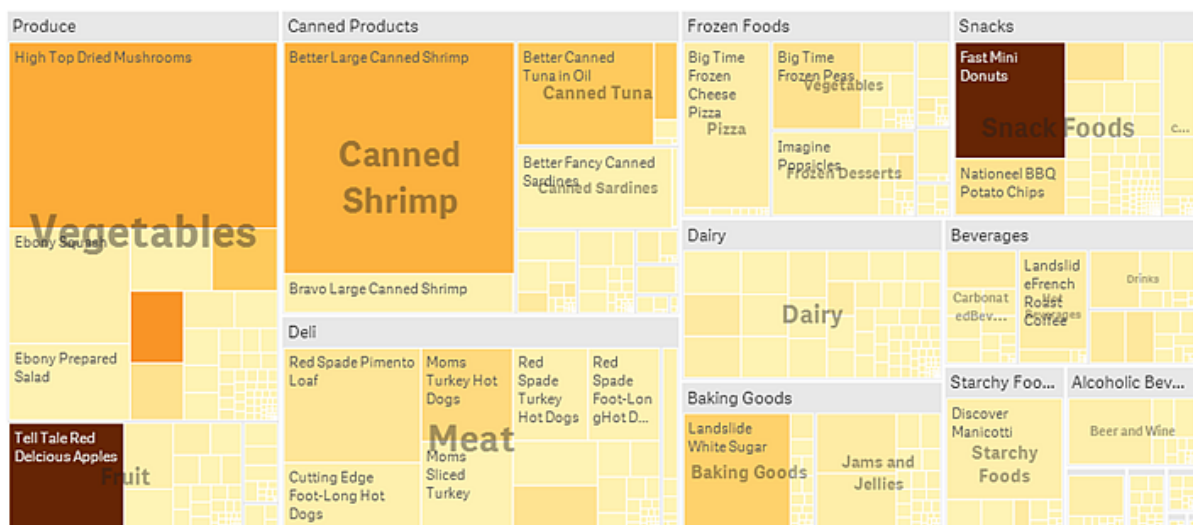 Produce
High Top Dried Mushrooms
Vegetables
Ebony Squash
Ebony Prepared
Salad
Tell Tale Red
Delcious Apples
Fruit
Canned Products
Better Large Canned Shrimp
Canned
Shrimp
Bravo Large Canned Shrimp
Better Canned
Tuna in Oil
Canned Tuna
Better Fancy Canned
Sardines
Canned Sardines
Deli
Red Spade Pimento
Loaf
Cutting Edge
Foot-Long Hot
Dogs
Moms
Turkey Hot
Dogs
Meat
Moms
Sliced
Turkey
Red
Spade
Turkey
Hot Dogs
Red
Spade
Foot-Lon
gHot D...
Frozen Foods
Big Time
Frozen
Cheese
Pizza
Pizza
Big Time
Frozen Peas
Vegetables
Imagine
Popsicles
Frozen Desserts
Snacks
Fast Mini
Donuts
Snack Foods
C...
Nationeel BBQ
Potato Chips
Dairy
Dairy
Beverages
Carbonat
edBev...
Landslid
eFrench
Roast
Coffee
Hot
Beverages
Drinks
Baking Goods
Landslide
White Sugar
Baking Goods
Jams and
Jellies
Starchy Foo...
Discover
Manicotti
Starchy
Foods
Alcoholic Bev...
Beer and Wine